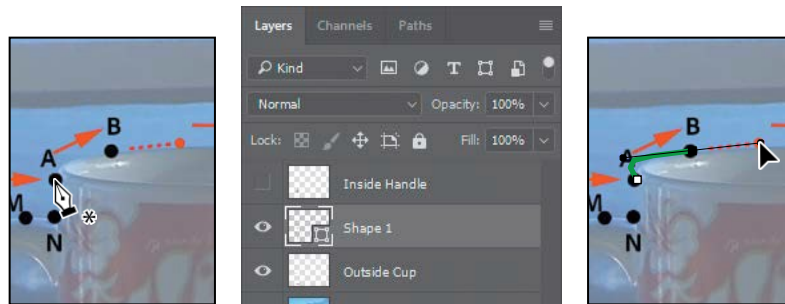 B
A
M
N
Layers Channels Paths
Kind
Normal Opacity: 100%
Lock: Fill: 100%
Inside Handle
Shape 1
Outside Cup
B
A
M
N